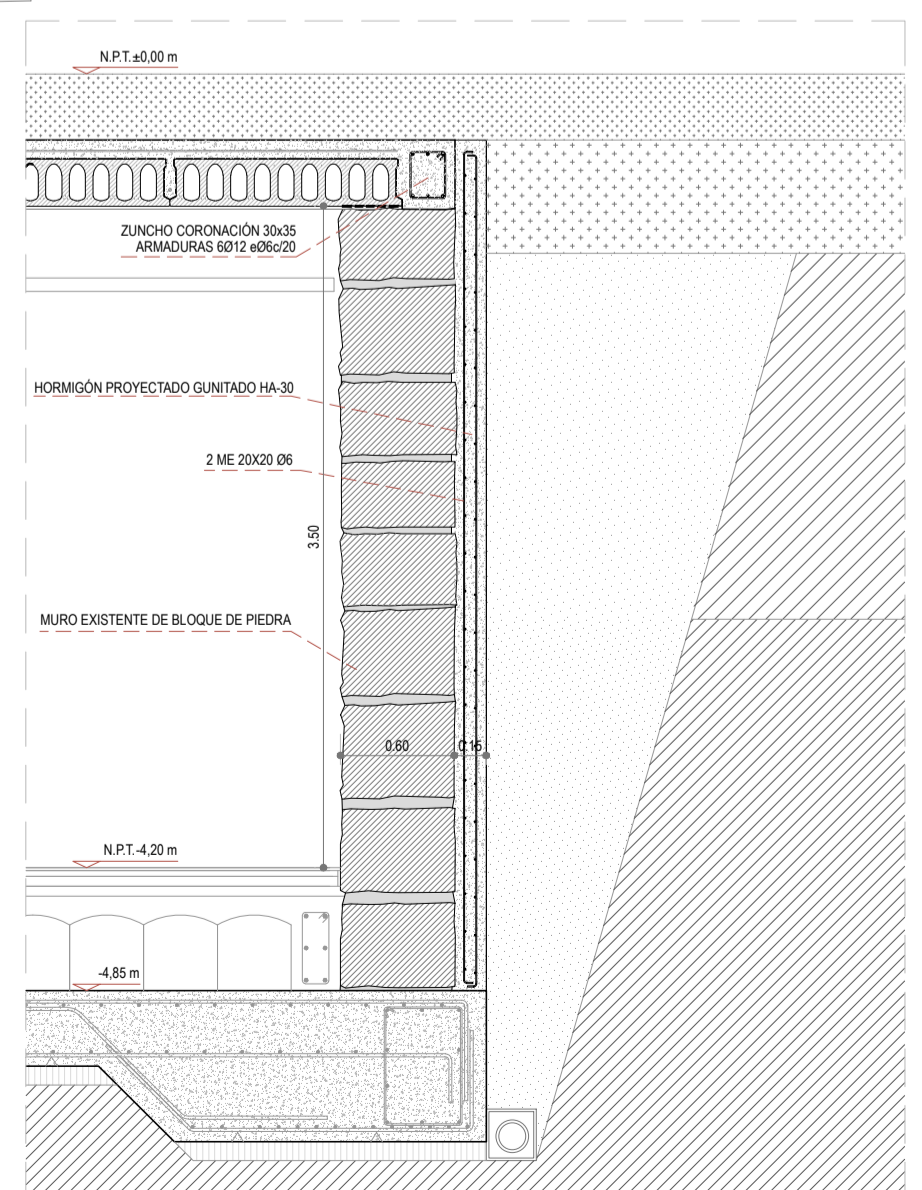 N.P.T.±0,00 m
ZUNCHO CORONACIÓN 30x35
ARMADURAS 6Ø12 eØ6c/20
HORMIGÓN PROYECTADO GUNITADO HA-30
2 ME 20X20 Ø6
3.50
MURO EXISTENTE DE BLOQUE DE PIEDRA
0.60
0.15
N.P.T.-4,20 m
-4,85 m